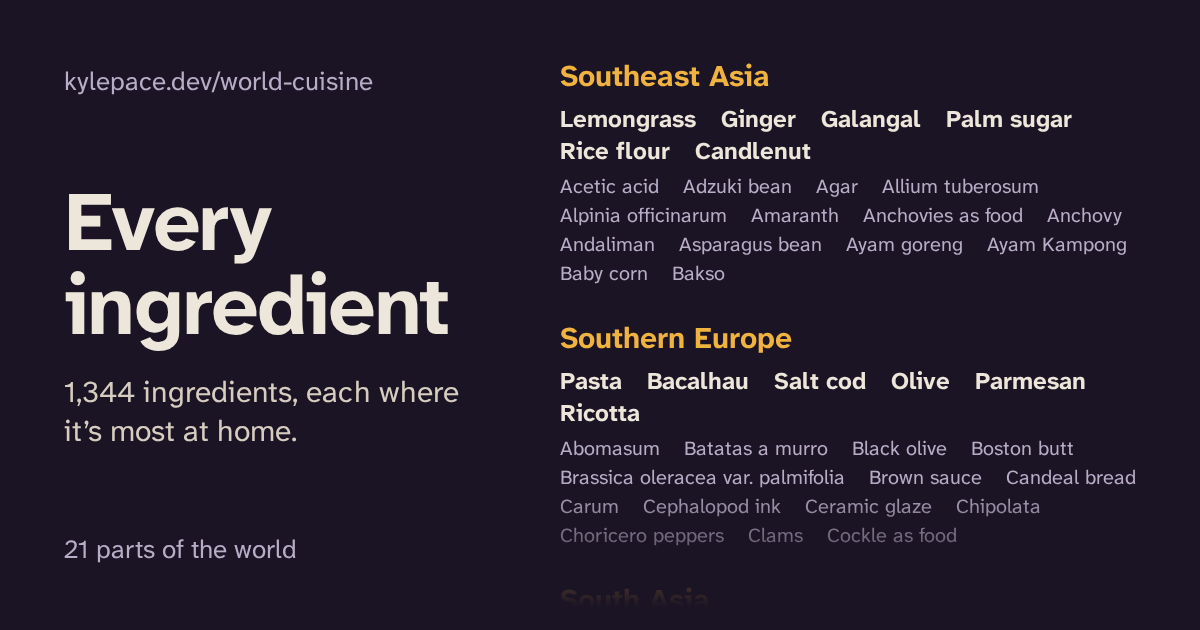 kylepace.dev/world-cuisine
Every
ingredient
1,344 ingredients, each where
it’s most at home.
21 parts of the world
Southeast Asia
Lemongrass Ginger Galangal Palm sugar
Rice flour Candlenut
Acetic acid Adzuki bean Agar Allium tuberosum
Alpinia officinarum Amaranth Anchovies as food Anchovy
Andaliman Asparagus bean Ayam goreng Ayam Kampong
Baby corn Bakso
Southern Europe
Pasta Bacalhau Salt cod Olive Parmesan
Ricotta
Abomasum Batatas a murro Black olive Boston butt
Brassica oleracea var. palmifolia Brown sauce Candeal bread
Carum Cephalopod ink Ceramic glaze Chipolata
Choricero peppers Clams Cockle as food
South Asia